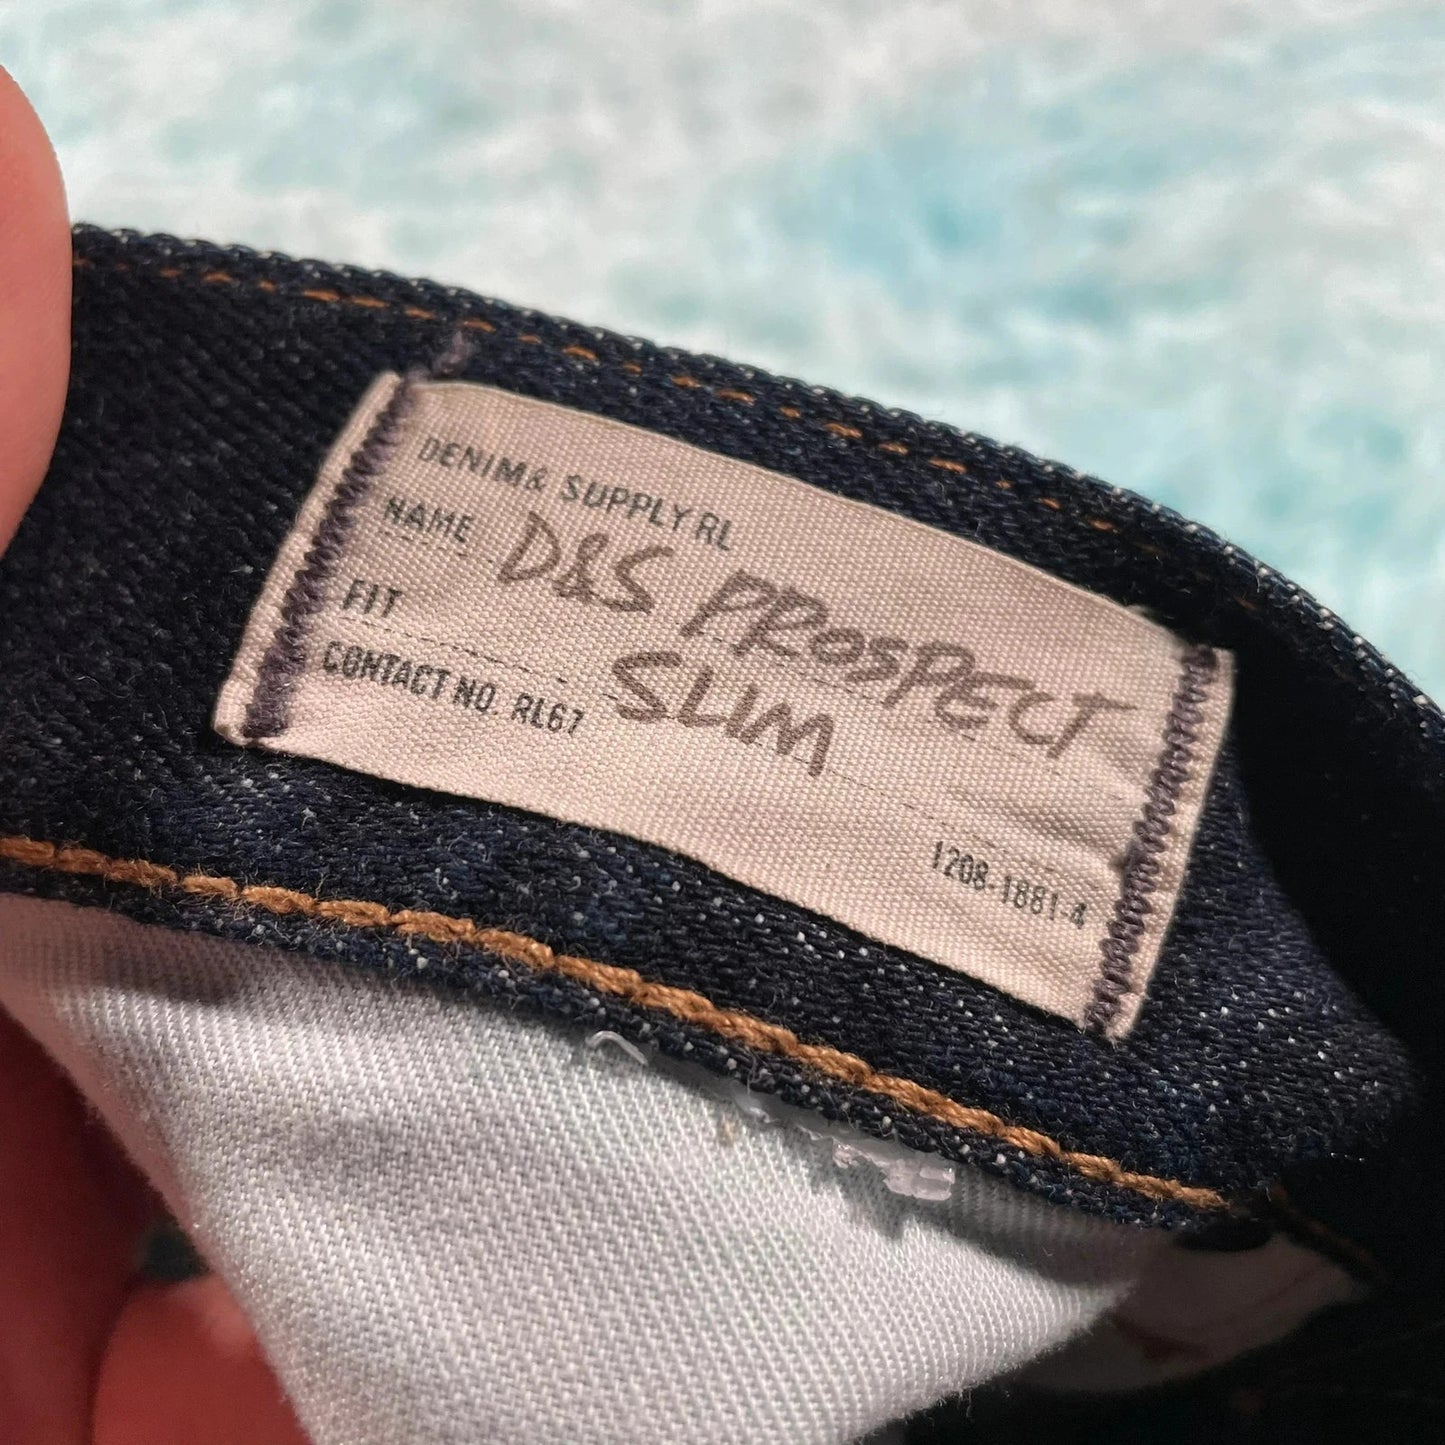 DENIM& SUPPLY RL
NAME D&S PROSPECT
FIT SLIM
CONTACT NO. RL67
1208-1881-4